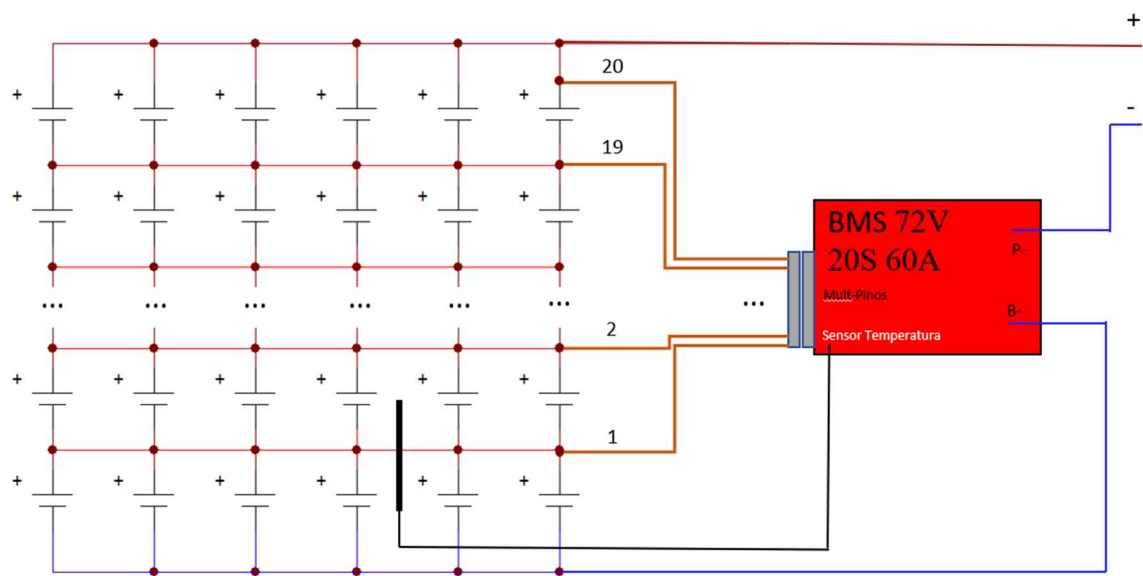 +
-
20
+ + + + + +
19
+ + + + + +
BMS 72V
20S 60A
P-
Mult-Pinos
... ... ... ... ... ... ...
B-
2
Sensor Temperatura
+ + + + + +
1
+ + + + + +